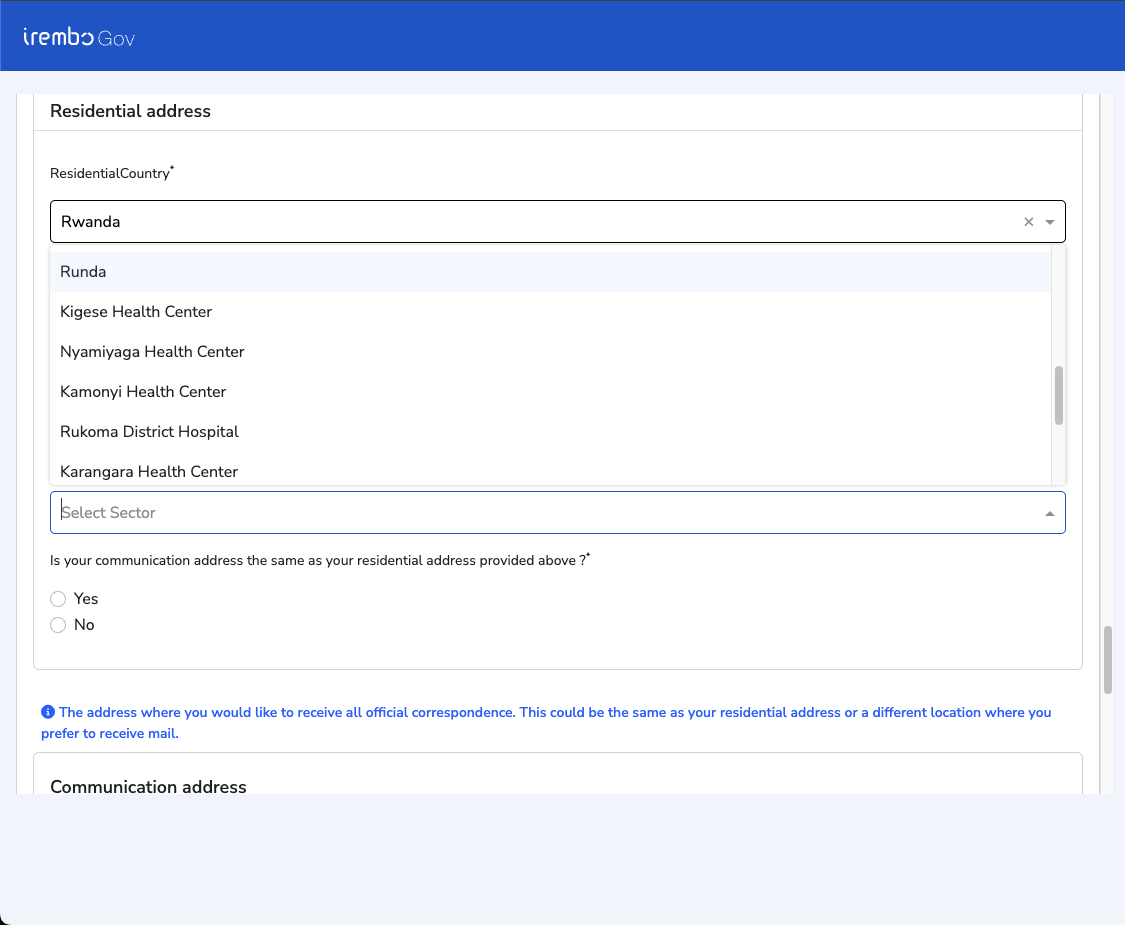 irembo Gov
Residential address
ResidentialCountry*
Rwanda
Runda
Kigese Health Center
Nyamiyaga Health Center
Kamonyi Health Center
Rukoma District Hospital
Karangara Health Center
Select Sector
Is your communication address the same as your residential address provided above ?*
Yes
No
The address where you would like to receive all official correspondence. This could be the same as your residential address or a different location where you
prefer to receive mail.
Communication address